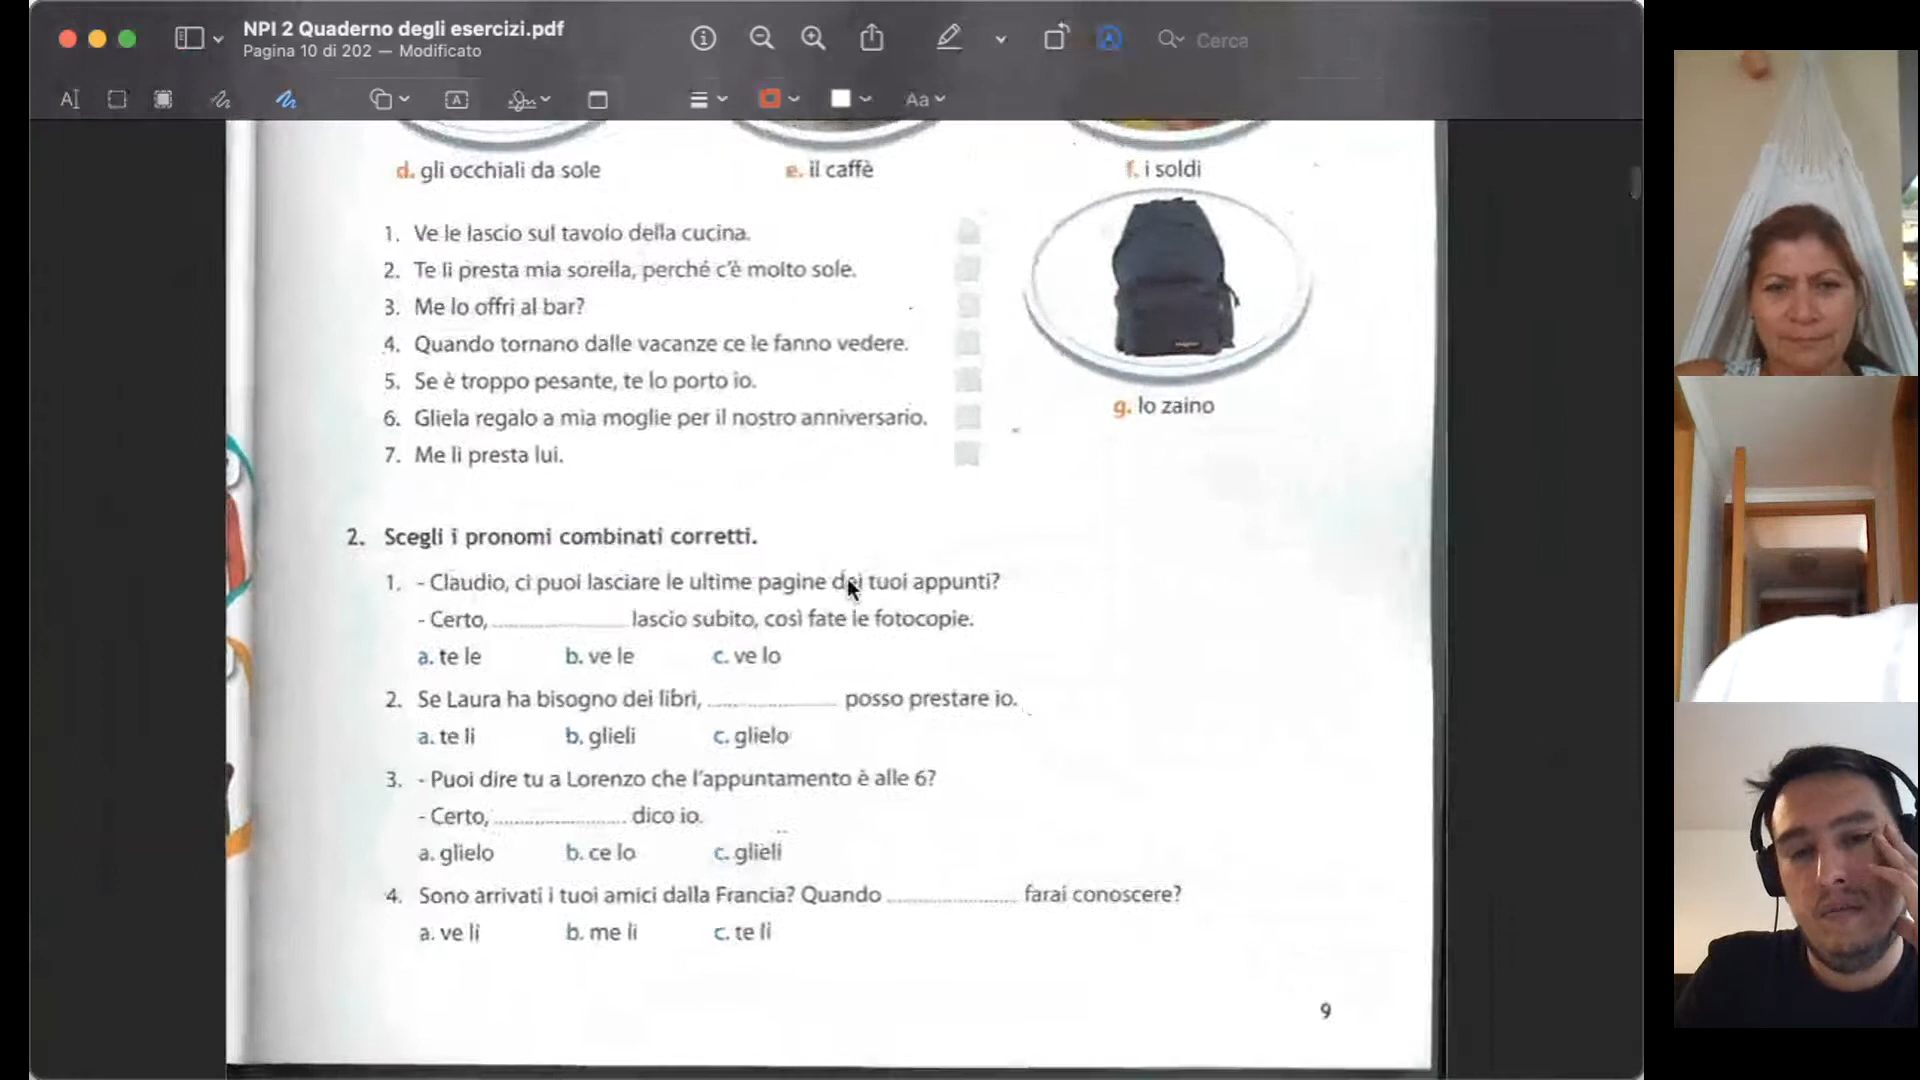 NPI 2 Quaderno degli esercizi.pdf
Pagina 10 di 202 — Modificato
Cerca
d. gli occhiali da sole
e. il caffè
f. i soldi
1. Ve le lascio sul tavolo della cucina.
2. Te li presta mia sorella, perché c'è molto sole.
3. Me lo offri al bar?
4. Quando tornano dalle vacanze ce le fanno vedere.
5. Se è troppo pesante, te lo porto io.
6. Gliela regalo a mia moglie per il nostro anniversario.
7. Me li presta lui.
g. lo zaino
2. Scegli i pronomi combinati corretti.
1. - Claudio, ci puoi lasciare le ultime pagine dei tuoi appunti?
- Certo, .................... lascio subito, così fate le fotocopie.
a. te le b. ve le c. ve lo
2. Se Laura ha bisogno dei libri, .................... posso prestare io.
a. te li b. glieli c. glielo
3. - Puoi dire tu a Lorenzo che l'appuntamento è alle 6?
- Certo, .................... dico io.
a. glielo b. ce lo c. glieli
4. Sono arrivati i tuoi amici dalla Francia? Quando .................... farai conoscere?
a. ve li b. me li c. te li
9